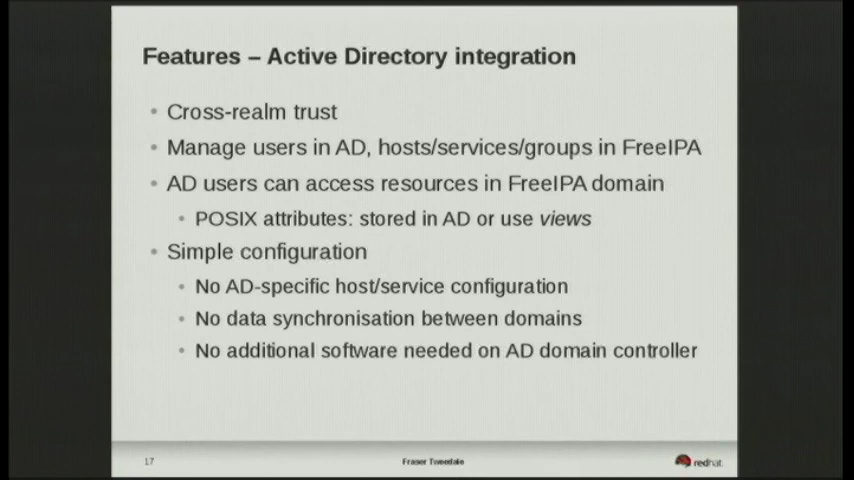 Features – Active Directory integration
• Cross-realm trust
• Manage users in AD, hosts/services/groups in FreeIPA
• AD users can access resources in FreeIPA domain
• POSIX attributes: stored in AD or use views
• Simple configuration
• No AD-specific host/service configuration
• No data synchronisation between domains
• No additional software needed on AD domain controller
17
Fraser Tweedale
redhat.